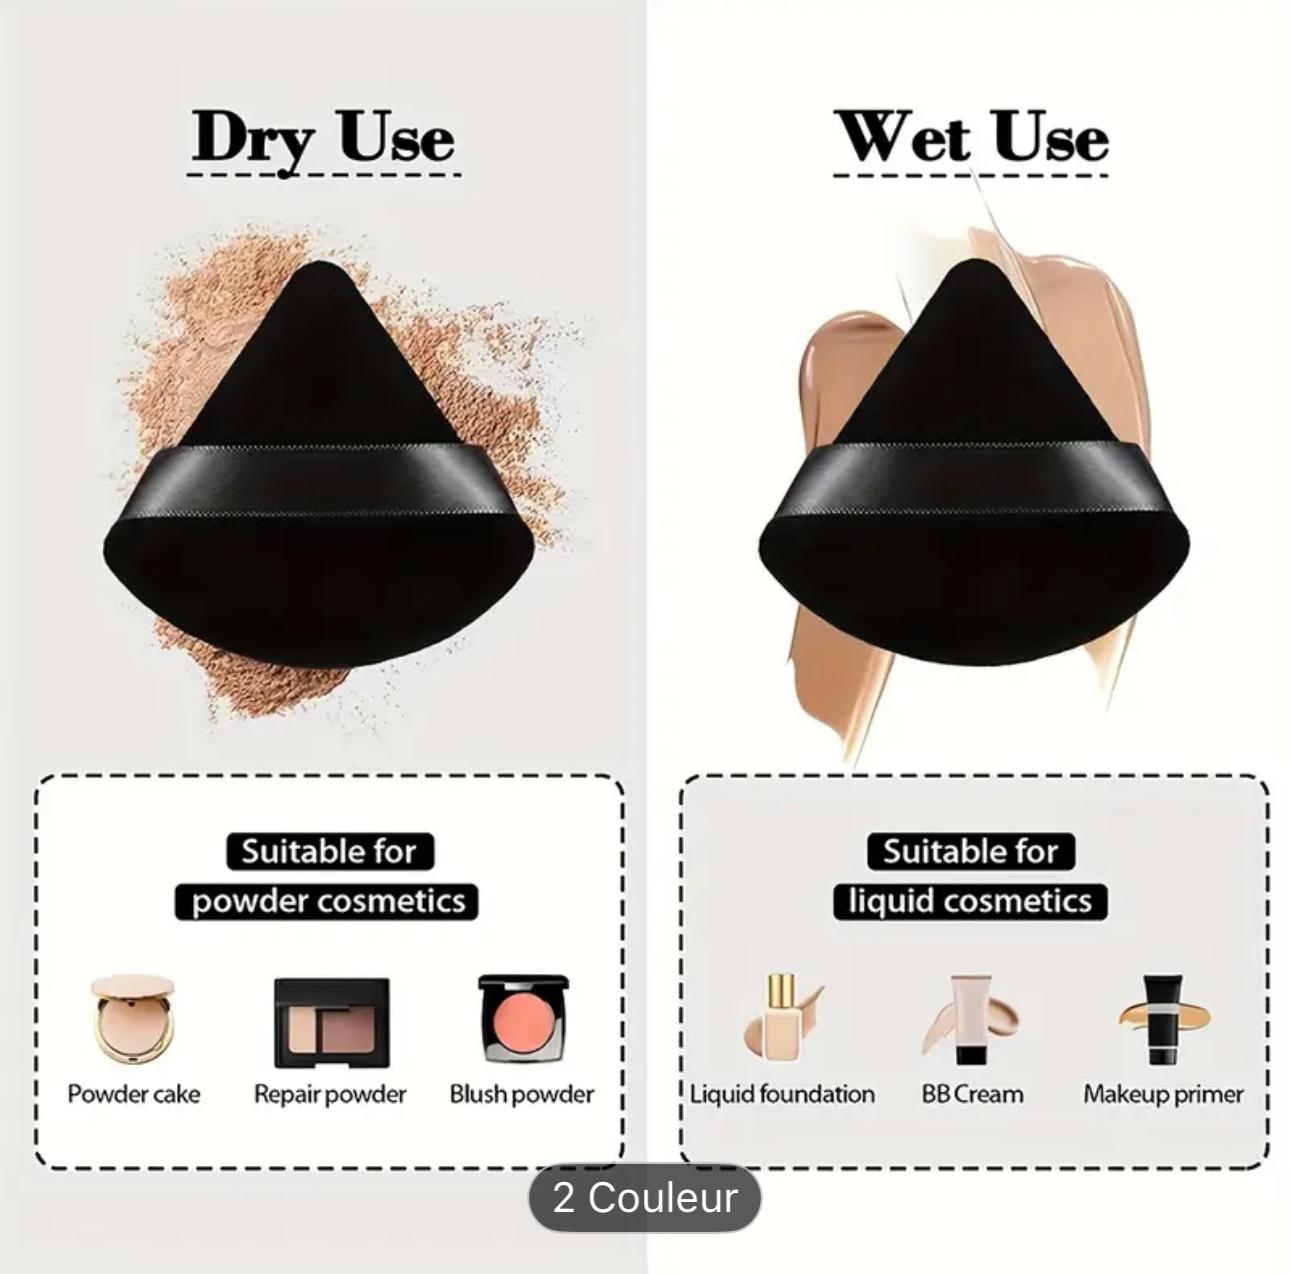 Dry Use
Suitable for
powder cosmetics
Powder cake
Repair powder
Blush powder
Wet Use
Suitable for
liquid cosmetics
Liquid foundation
BB Cream
Makeup primer
2 Couleur